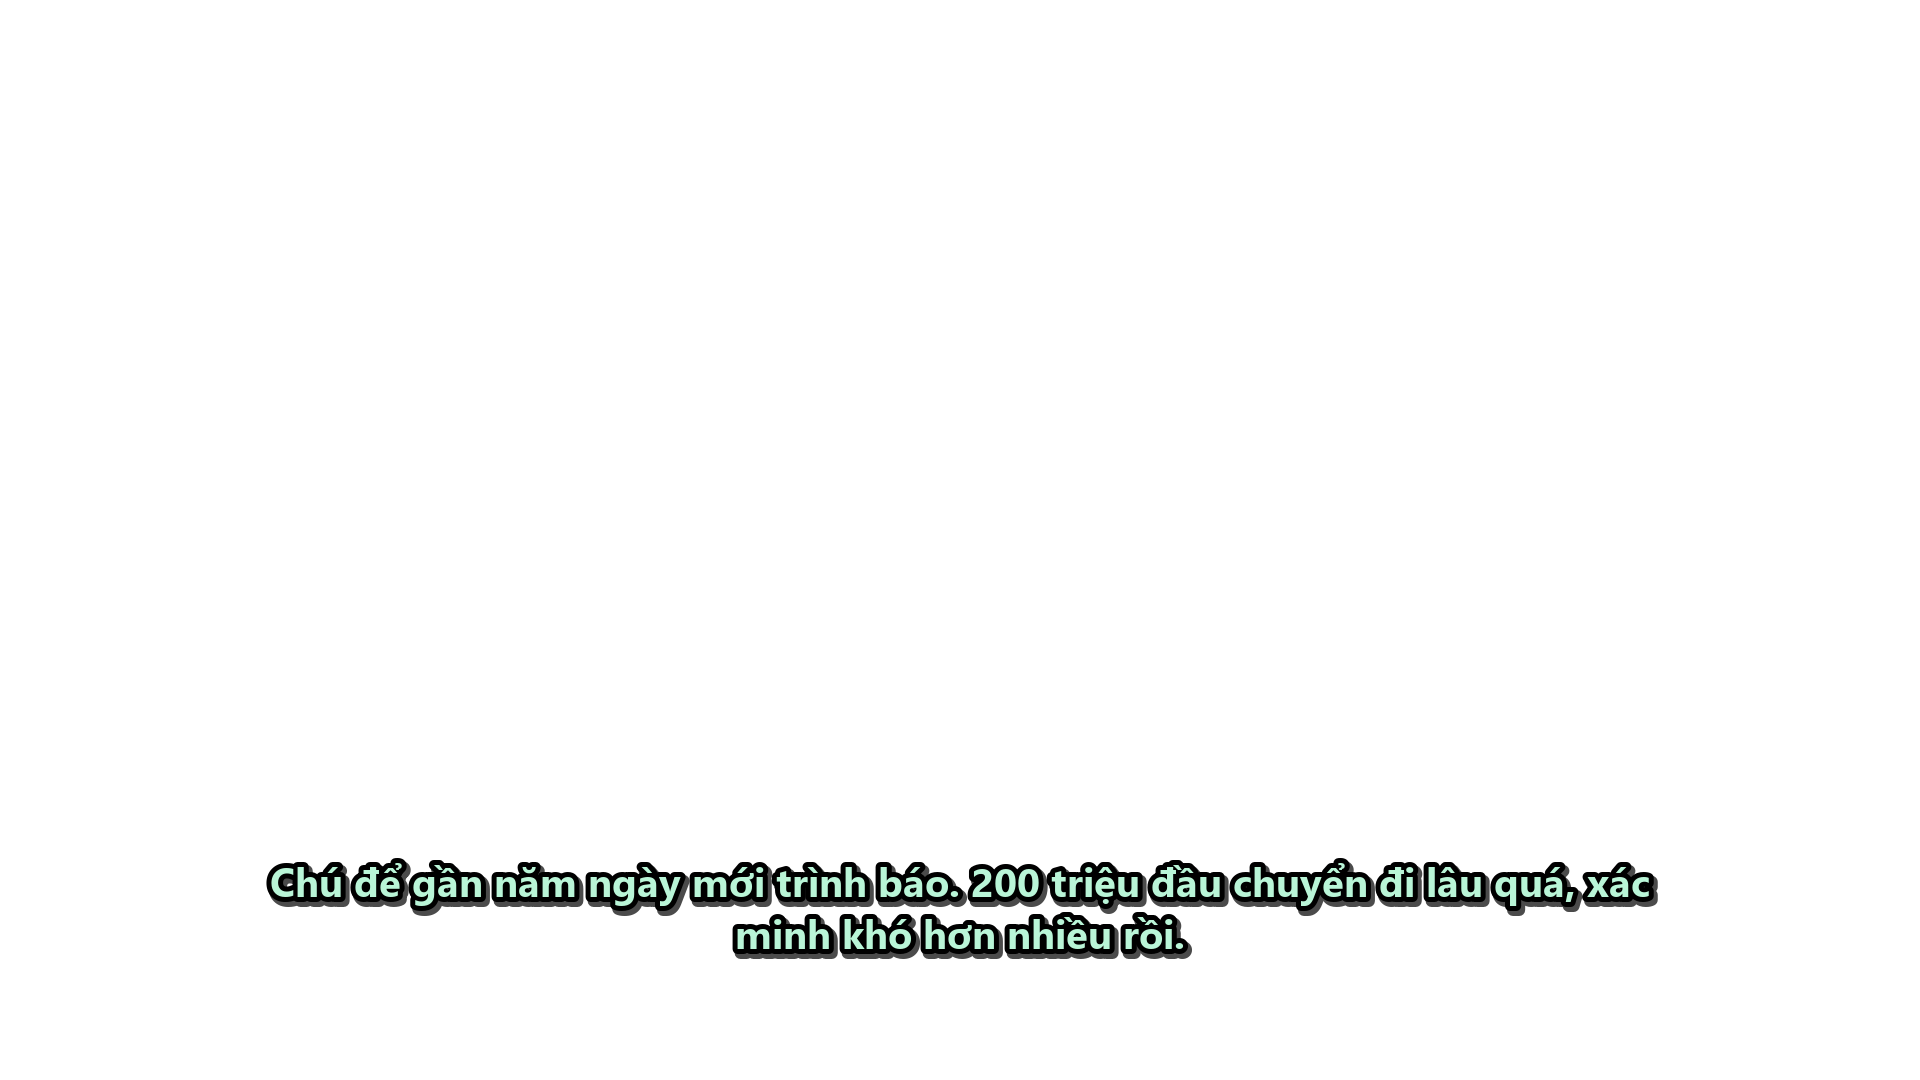 Chú để gần năm ngày mới trình báo. 200 triệu đầu chuyển đi lâu quá, xác
minh khó hơn nhiều rồi.